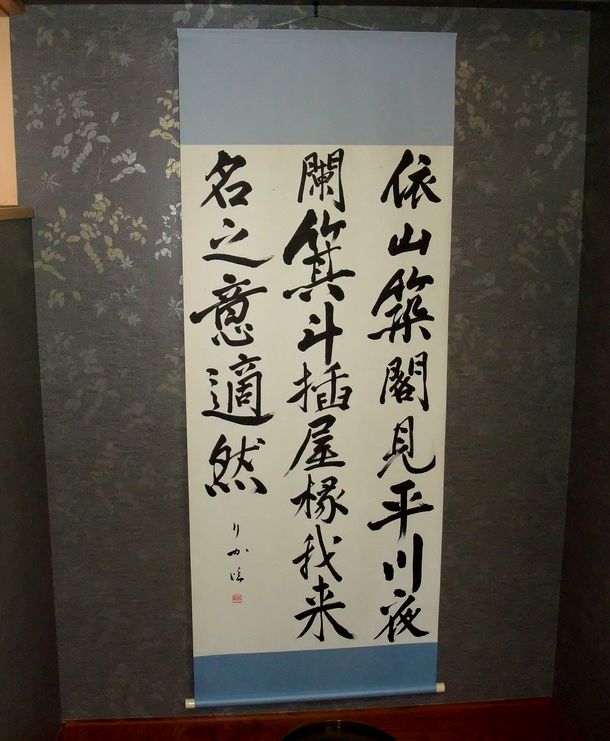 依山築閣見平川夜
闌箕斗插屋椽我来
名之意適然
りか